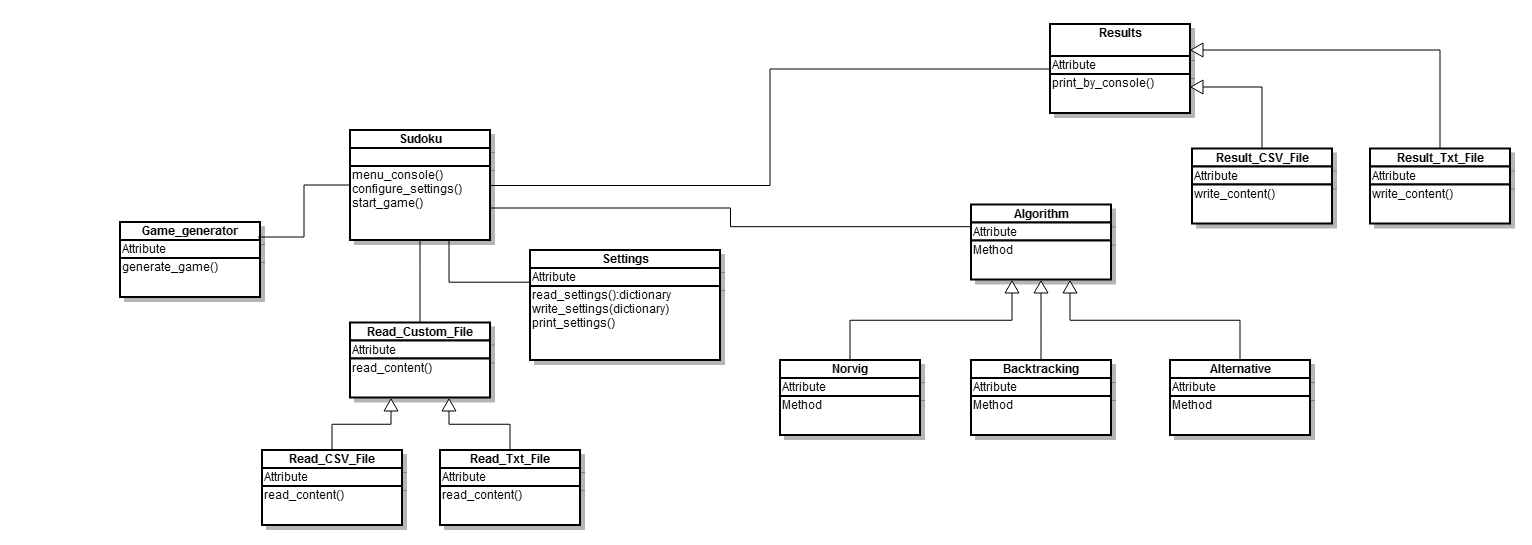 Results
Attribute
print_by_console()
Sudoku
menu_console()
configure_settings()
start_game()
Result_CSV_File
Attribute
write_content()
Result_Txt_File
Attribute
write_content()
Game_generator
Attribute
generate_game()
Algorithm
Attribute
Method
Settings
Attribute
read_settings():dictionary
write_settings(dictionary)
print_settings()
Read_Custom_File
Attribute
read_content()
Norvig
Attribute
Method
Backtracking
Attribute
Method
Alternative
Attribute
Method
Read_CSV_File
Attribute
read_content()
Read_Txt_File
Attribute
read_content()